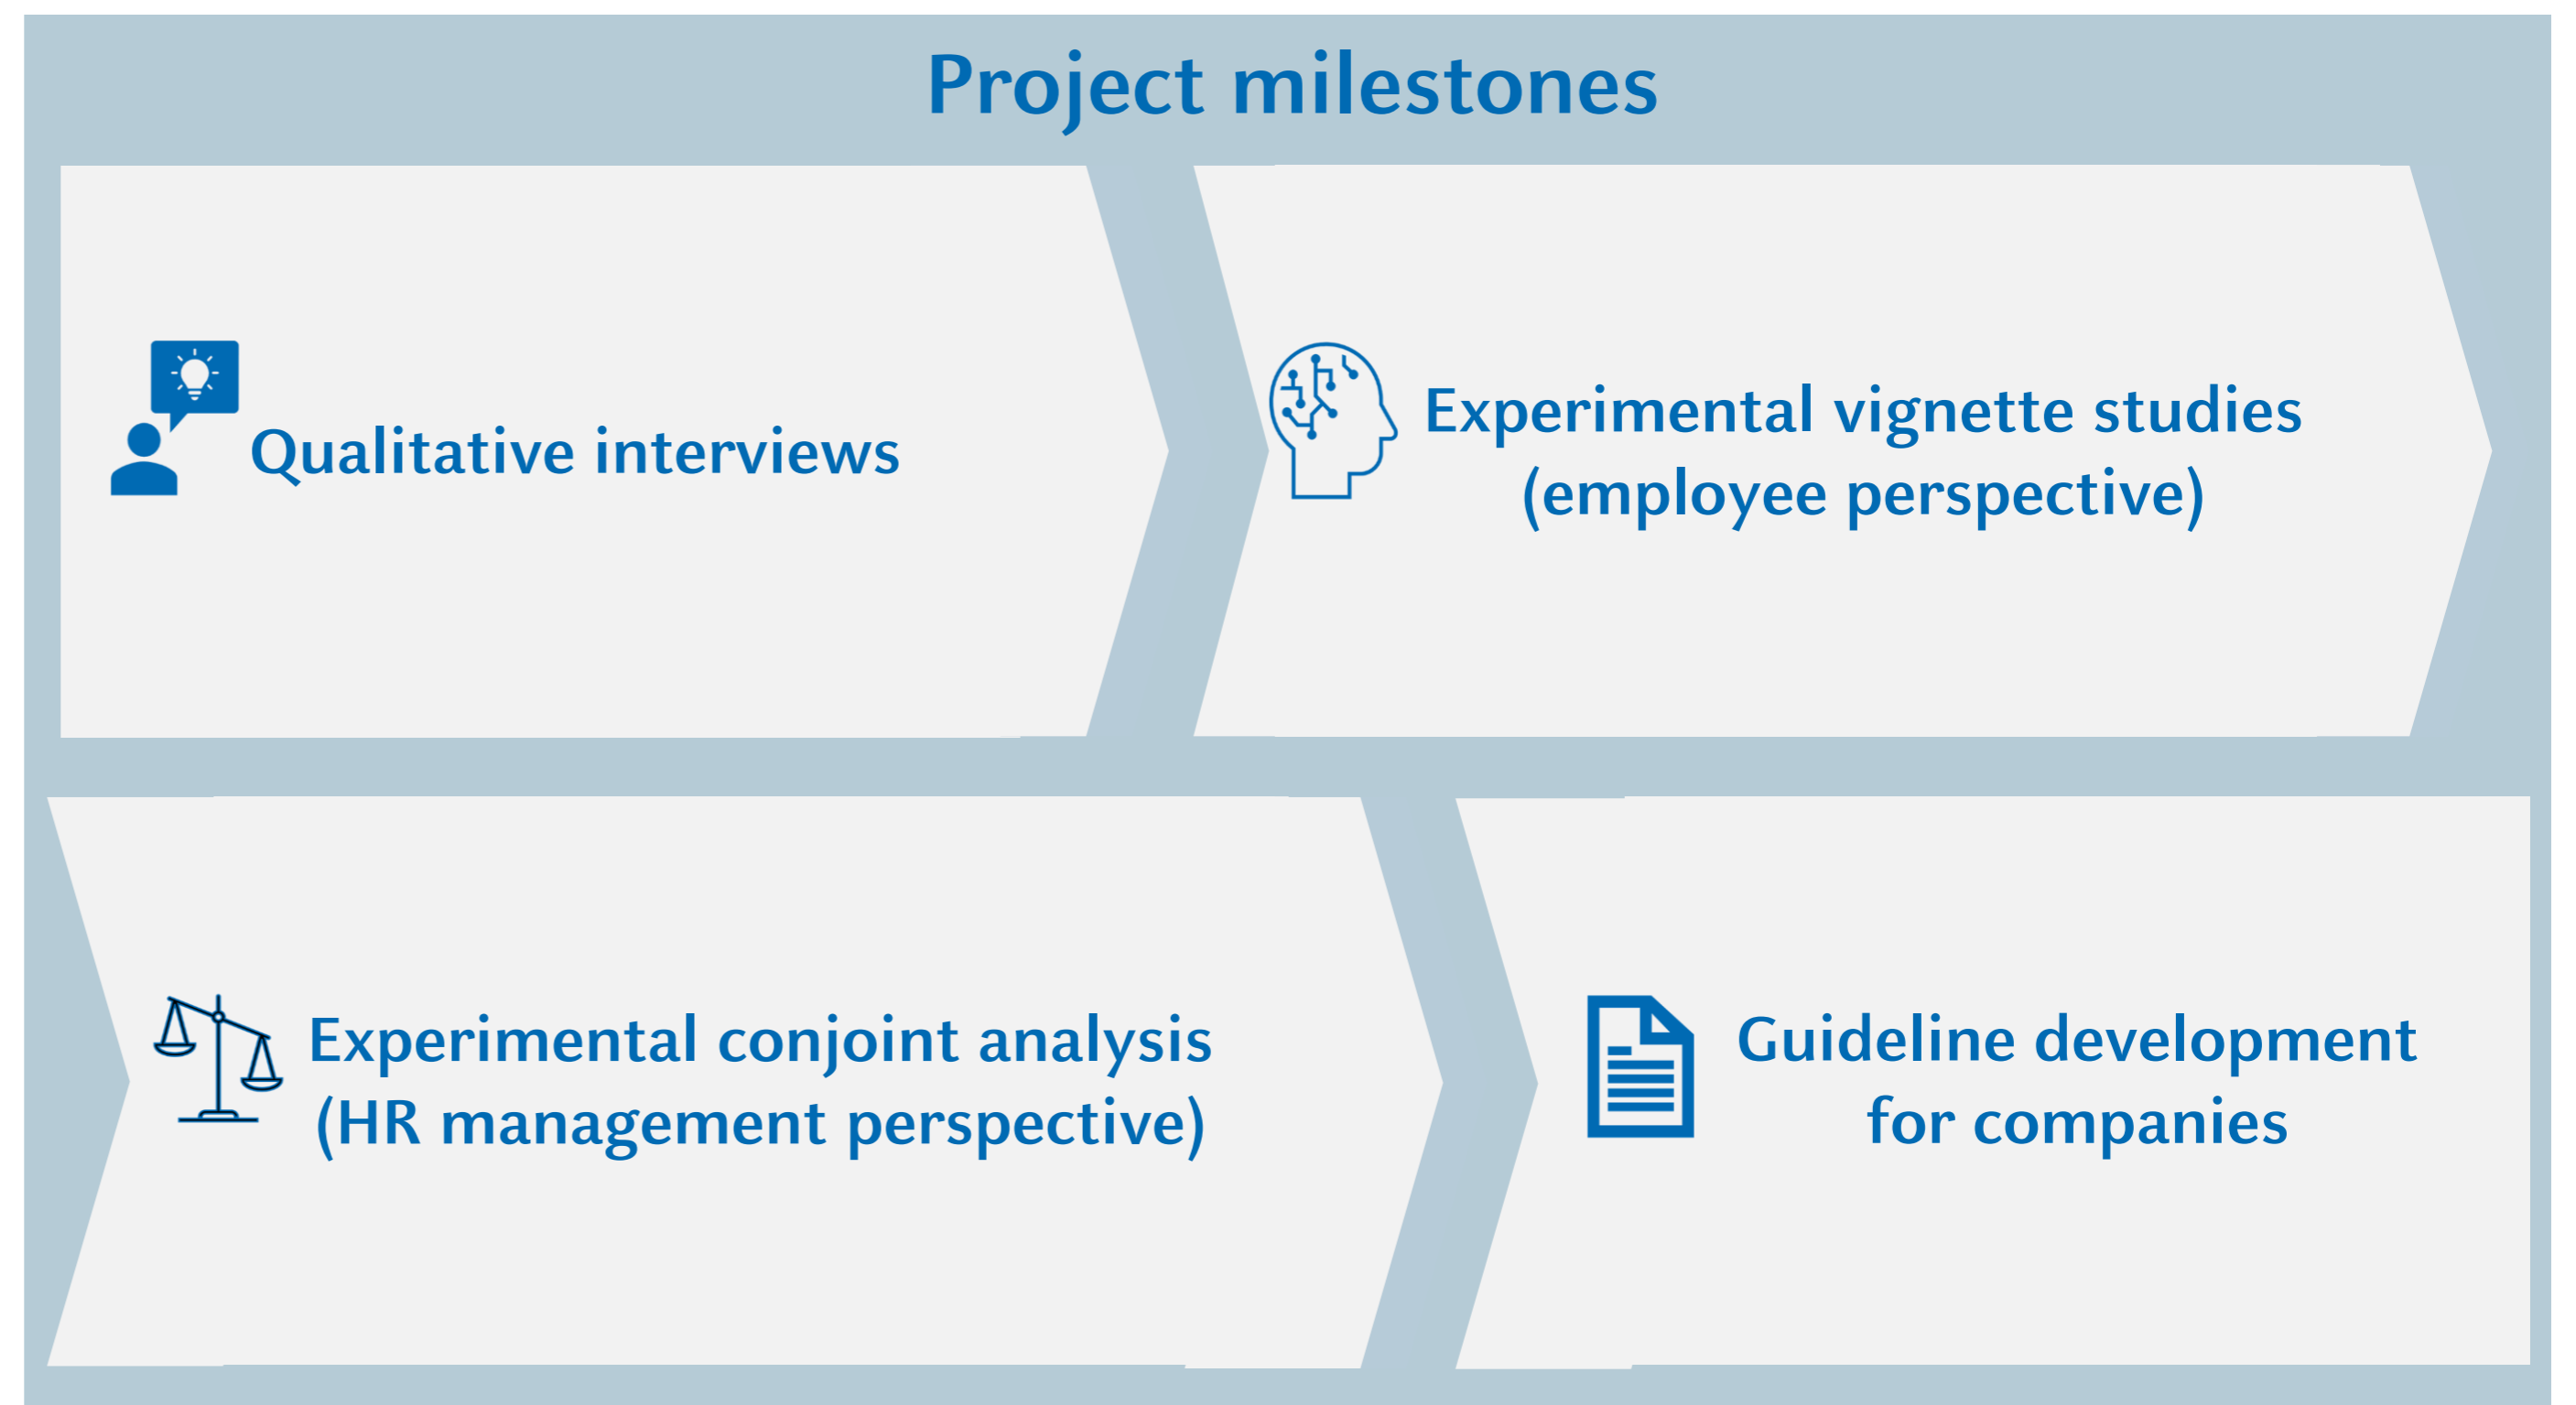 Project milestones
Qualitative interviews
Experimental vignette studies
(employee perspective)
Experimental conjoint analysis
(HR management perspective)
Guideline development
for companies